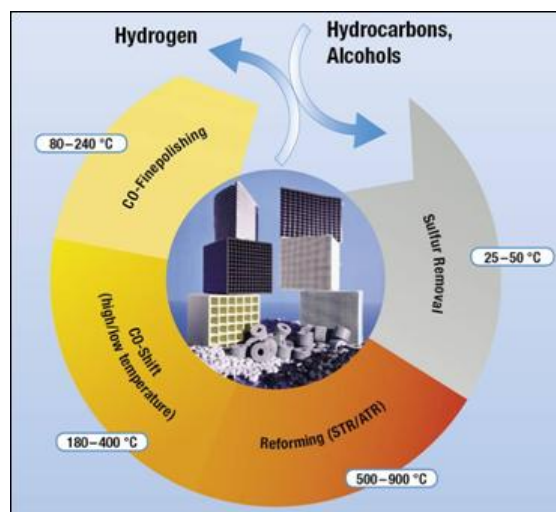 Hydrogen
Hydrocarbons,
Alcohols
Sulfur Removal
25–50 °C
Reforming (STR/ATR)
500–900 °C
CO-Shift
(high/low temperature)
180–400 °C
CO-Finepolishing
80–240 °C